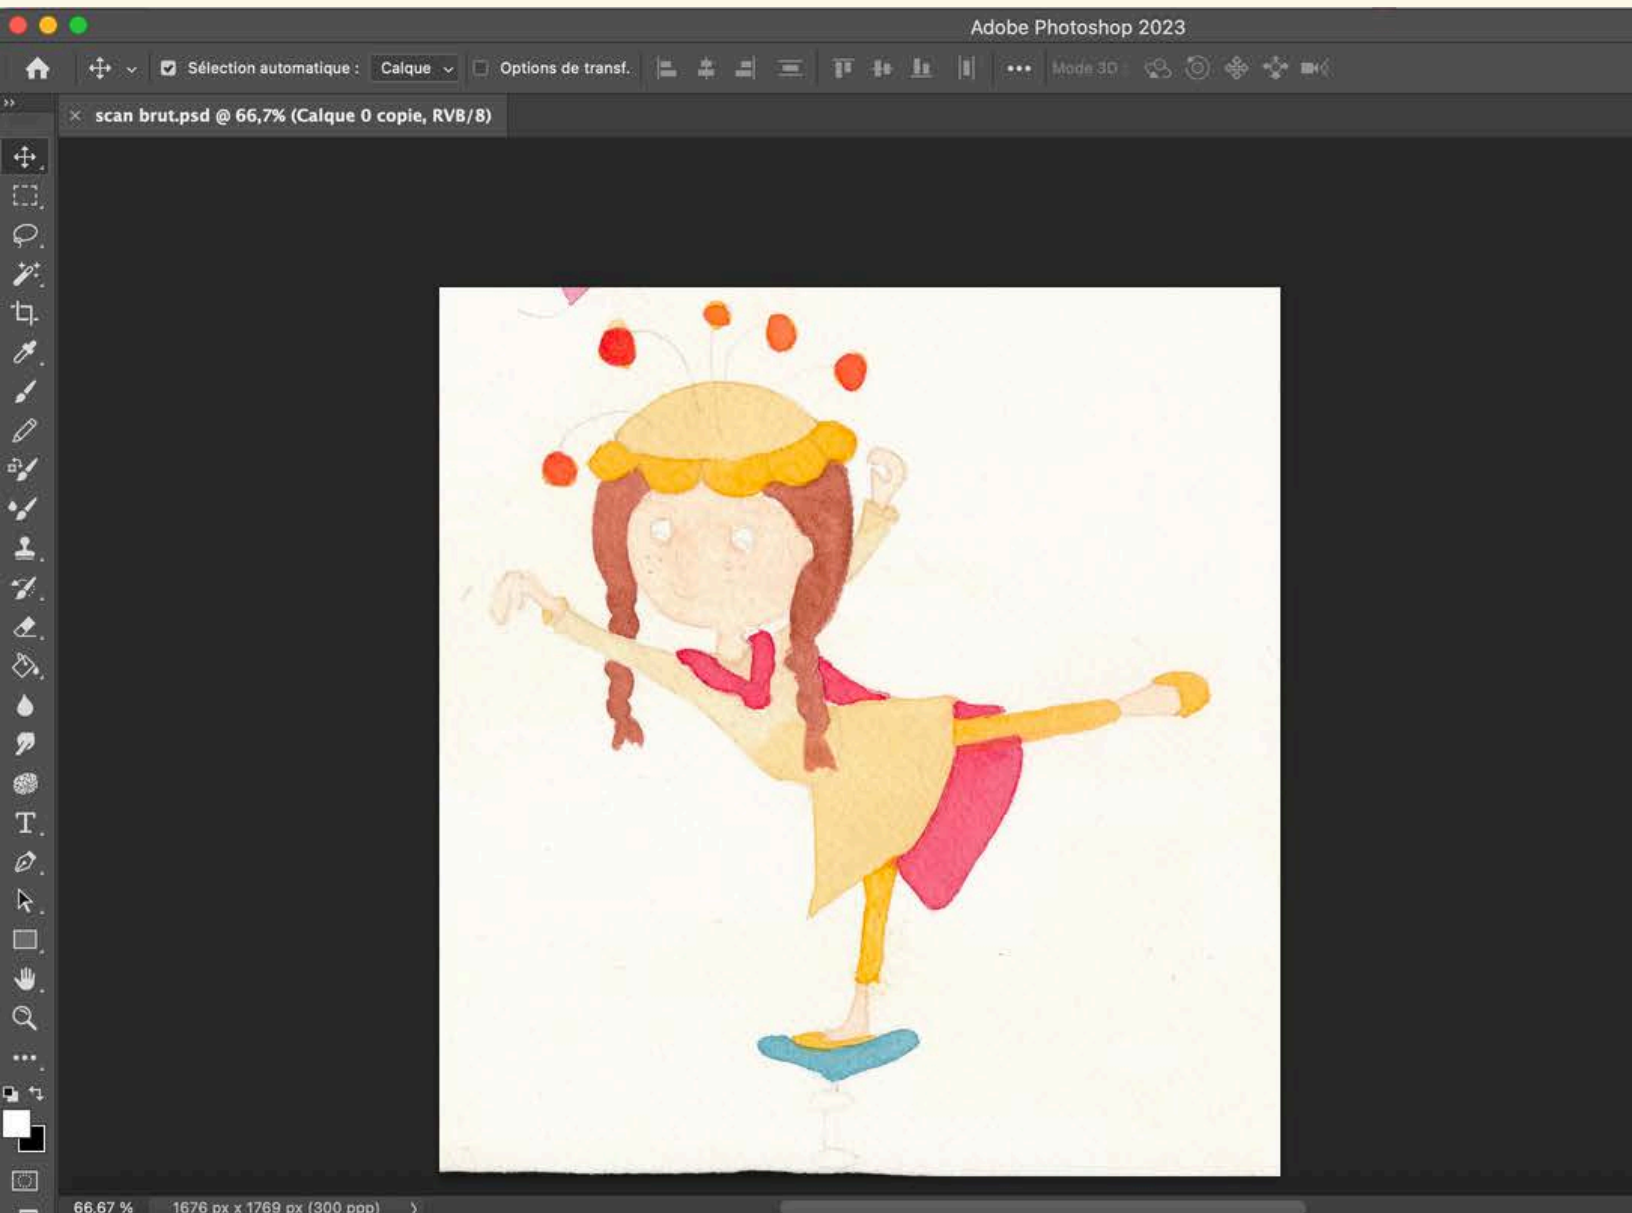 Adobe Photoshop 2023
Sélection automatique : Calque Options de transf. Mode 3D :
scan brut.psd @ 66,7% (Calque 0 copie, RVB/8)
66,67 % 1676 px x 1769 px (300 ppp)